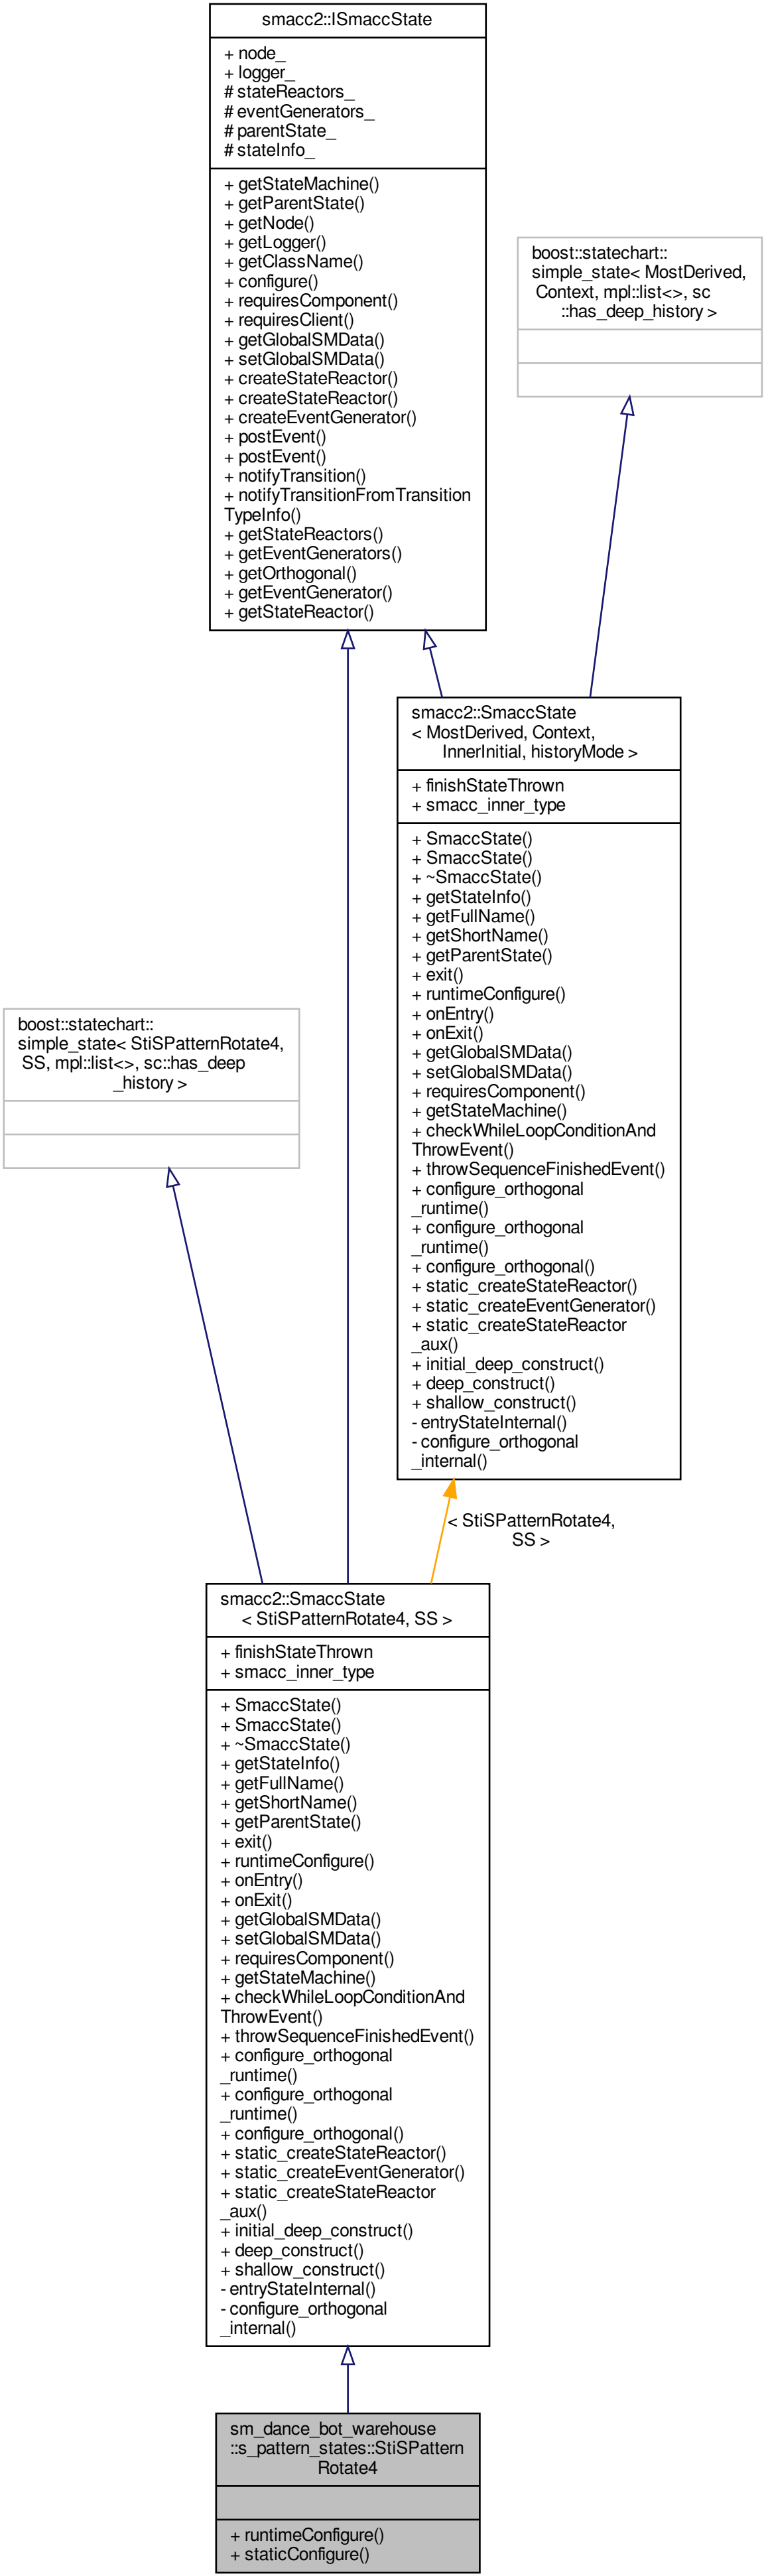 smacc2::ISmaccState
+ node_
+ logger_
# stateReactors_
# eventGenerators_
# parentState_
# stateInfo_
+ getStateMachine()
+ getParentState()
+ getNode()
+ getLogger()
+ getClassName()
+ configure()
+ requiresComponent()
+ requiresClient()
+ getGlobalSMData()
+ setGlobalSMData()
+ createStateReactor()
+ createStateReactor()
+ createEventGenerator()
+ postEvent()
+ postEvent()
+ notifyTransition()
+ notifyTransitionFromTransition
TypeInfo()
+ getStateReactors()
+ getEventGenerators()
+ getOrthogonal()
+ getEventGenerator()
+ getStateReactor()
boost::statechart::
simple_state< MostDerived,
Context, mpl::list<>, sc
::has_deep_history >
smacc2::SmaccState
< MostDerived, Context,
InnerInitial, historyMode >
+ finishStateThrown
+ smacc_inner_type
+ SmaccState()
+ SmaccState()
+ ~SmaccState()
+ getStateInfo()
+ getFullName()
+ getShortName()
+ getParentState()
+ exit()
+ runtimeConfigure()
+ onEntry()
+ onExit()
+ getGlobalSMData()
+ setGlobalSMData()
+ requiresComponent()
+ getStateMachine()
+ checkWhileLoopConditionAnd
ThrowEvent()
+ throwSequenceFinishedEvent()
+ configure_orthogonal
_runtime()
+ configure_orthogonal
_runtime()
+ configure_orthogonal()
+ static_createStateReactor()
+ static_createEventGenerator()
+ static_createStateReactor
_aux()
+ initial_deep_construct()
+ deep_construct()
+ shallow_construct()
- entryStateInternal()
- configure_orthogonal
_internal()
boost::statechart::
simple_state< StiSPatternRotate4,
SS, mpl::list<>, sc::has_deep
_history >
< StiSPatternRotate4,
SS >
smacc2::SmaccState
< StiSPatternRotate4, SS >
+ finishStateThrown
+ smacc_inner_type
+ SmaccState()
+ SmaccState()
+ ~SmaccState()
+ getStateInfo()
+ getFullName()
+ getShortName()
+ getParentState()
+ exit()
+ runtimeConfigure()
+ onEntry()
+ onExit()
+ getGlobalSMData()
+ setGlobalSMData()
+ requiresComponent()
+ getStateMachine()
+ checkWhileLoopConditionAnd
ThrowEvent()
+ throwSequenceFinishedEvent()
+ configure_orthogonal
_runtime()
+ configure_orthogonal
_runtime()
+ configure_orthogonal()
+ static_createStateReactor()
+ static_createEventGenerator()
+ static_createStateReactor
_aux()
+ initial_deep_construct()
+ deep_construct()
+ shallow_construct()
- entryStateInternal()
- configure_orthogonal
_internal()
sm_dance_bot_warehouse
::s_pattern_states::StiSPattern
Rotate4
+ runtimeConfigure()
+ staticConfigure()